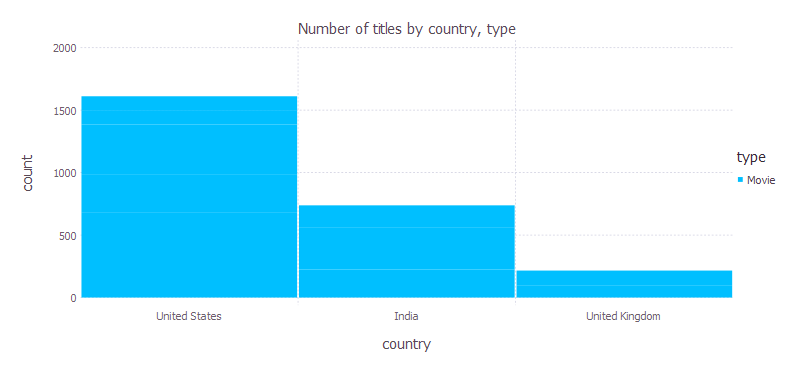 Number of titles by country, type
2000
1500
1000
500
0
count
United States
India
United Kingdom
country
type
Movie